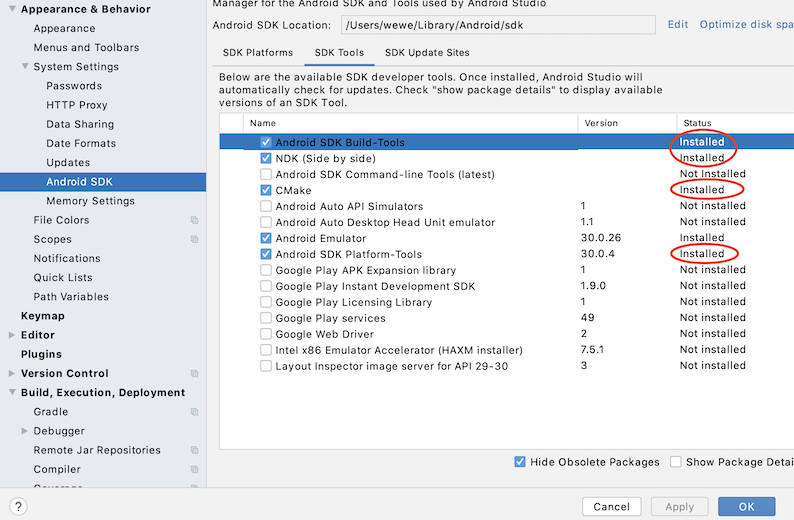 Appearance & Behavior
Appearance
Menus and Toolbars
System Settings
Passwords
HTTP Proxy
Data Sharing
Date Formats
Updates
Android SDK
Memory Settings
File Colors
Scopes
Notifications
Quick Lists
Path Variables
Keymap
Editor
Plugins
Version Control
Build, Execution, Deployment
Gradle
Debugger
Remote Jar Repositories
Compiler
Manager for the Android SDK and Tools used by Android Studio
Android SDK Location: /Users/wewe/Library/Android/sdk Edit Optimize disk spa
SDK Platforms SDK Tools SDK Update Sites
Below are the available SDK developer tools. Once installed, Android Studio will
automatically check for updates. Check "show package details" to display available
versions of an SDK Tool.
Name Version Status
Android SDK Build-Tools Installed
NDK (Side by side) Installed
Android SDK Command-line Tools (latest) Not Installed
CMake Installed
Android Auto API Simulators 1 Not installed
Android Auto Desktop Head Unit emulator 1.1 Not installed
Android Emulator 30.0.26 Installed
Android SDK Platform-Tools 30.0.4 Installed
Google Play APK Expansion library 1 Not installed
Google Play Instant Development SDK 1.9.0 Not installed
Google Play Licensing Library 1 Not installed
Google Play services 49 Not installed
Google Web Driver 2 Not installed
Intel x86 Emulator Accelerator (HAXM installer) 7.5.1 Not installed
Layout Inspector image server for API 29-30 3 Not installed
Hide Obsolete Packages Show Package Detai
? Cancel Apply OK